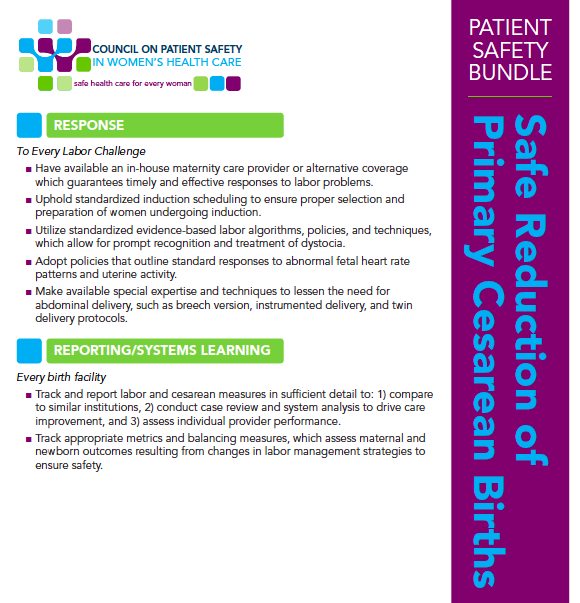 COUNCIL ON PATIENT SAFETY
IN WOMEN'S HEALTH CARE
safe health care for every woman
RESPONSE
To Every Labor Challenge
■ Have available an in-house maternity care provider or alternative coverage
which guarantees timely and effective responses to labor problems.
■ Uphold standardized induction scheduling to ensure proper selection and
preparation of women undergoing induction.
■ Utilize standardized evidence-based labor algorithms, policies, and techniques,
which allow for prompt recognition and treatment of dystocia.
■ Adopt policies that outline standard responses to abnormal fetal heart rate
patterns and uterine activity.
■ Make available special expertise and techniques to lessen the need for
abdominal delivery, such as breech version, instrumented delivery, and twin
delivery protocols.
REPORTING/SYSTEMS LEARNING
Every birth facility
■ Track and report labor and cesarean measures in sufficient detail to: 1) compare
to similar institutions, 2) conduct case review and system analysis to drive care
improvement, and 3) assess individual provider performance.
■ Track appropriate metrics and balancing measures, which assess maternal and
newborn outcomes resulting from changes in labor management strategies to
ensure safety.
PATIENT
SAFETY
BUNDLE
Safe Reduction of
Primary Cesarean Births